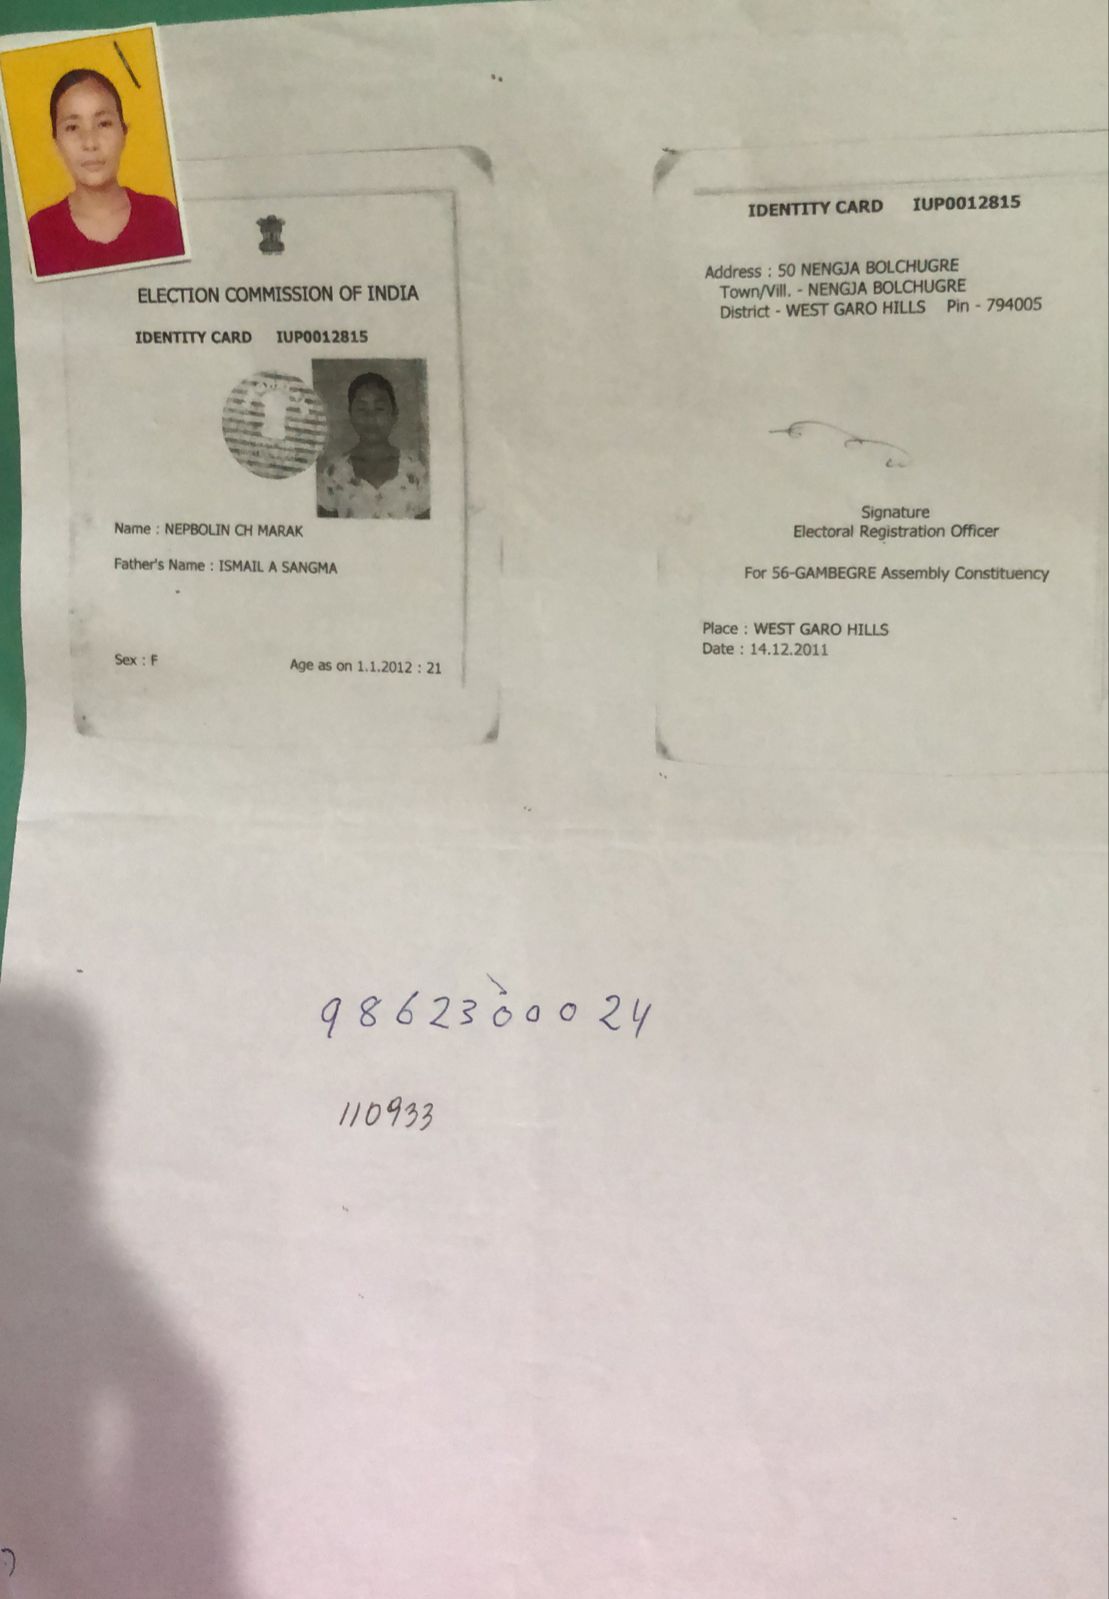 ELECTION COMMISSION OF INDIA
IDENTITY CARD IUP0012815
Name : NEPBOLIN CH MARAK
Father's Name : ISMAIL A SANGMA
Sex : F Age as on 1.1.2012 : 21
IDENTITY CARD IUP0012815
Address : 50 NENGJA BOLCHUGRE
Town/Vill. - NENGJA BOLCHUGRE
District - WEST GARO HILLS Pin - 794005
Signature
Electoral Registration Officer
For 56-GAMBEGRE Assembly Constituency
Place : WEST GARO HILLS
Date : 14.12.2011
9862300024
110933